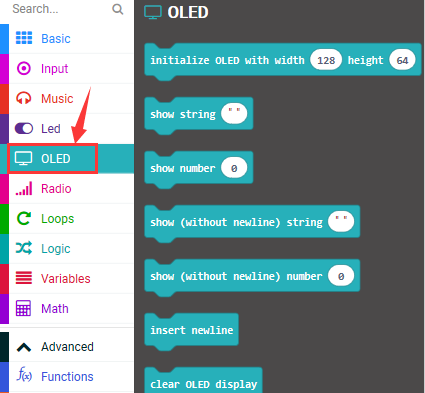 Search...
Basic
Input
Music
Led
OLED
Radio
Loops
Logic
Variables
Math
Advanced
f(x) Functions
OLED
initialize OLED with width 128 height 64
show string " "
show number 0
show (without newline) string " "
show (without newline) number 0
insert newline
clear OLED display